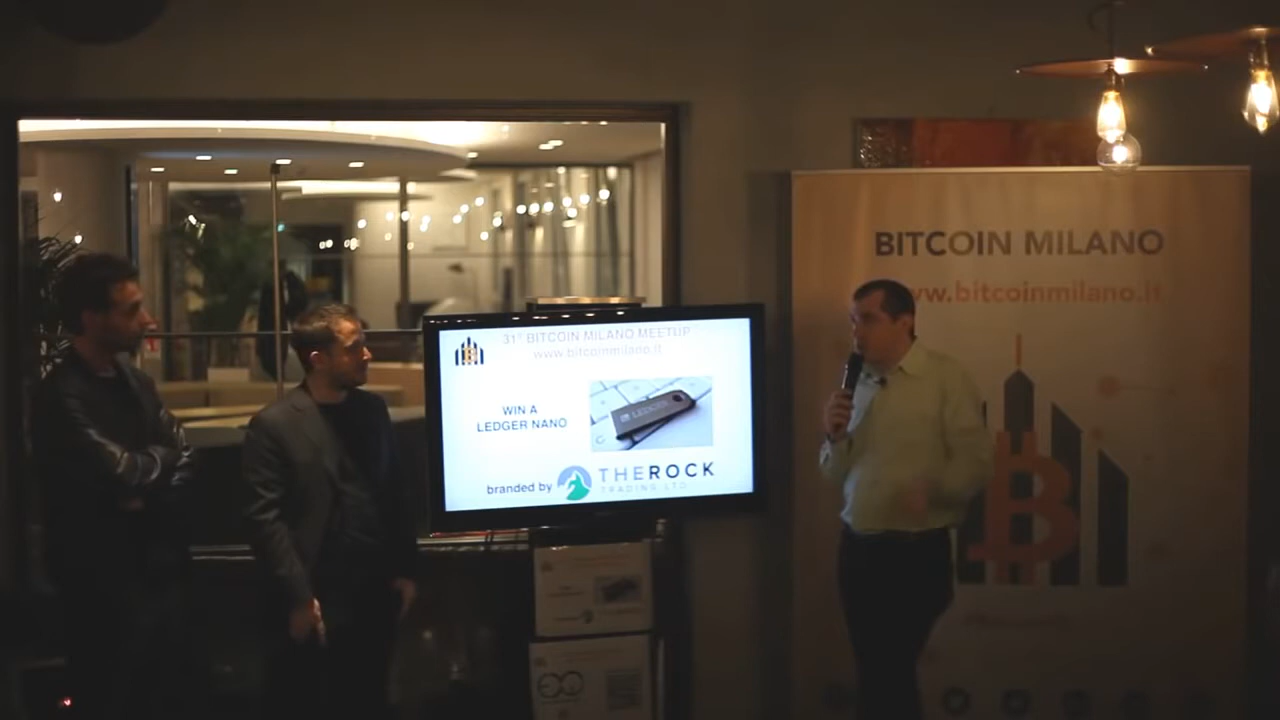 BITCOIN MILANO
www.bitcoinmilano.it
31° BITCOIN MILANO MEETUP
www.bitcoinmilano.it
WIN A
LEDGER NANO
LEDGER
branded by
THEROCK
TRADING LTD